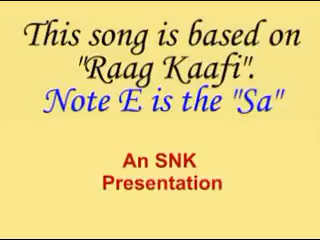 This song is based on
"Raag Kaafi".
Note E is the "Sa"
An SNK
Presentation